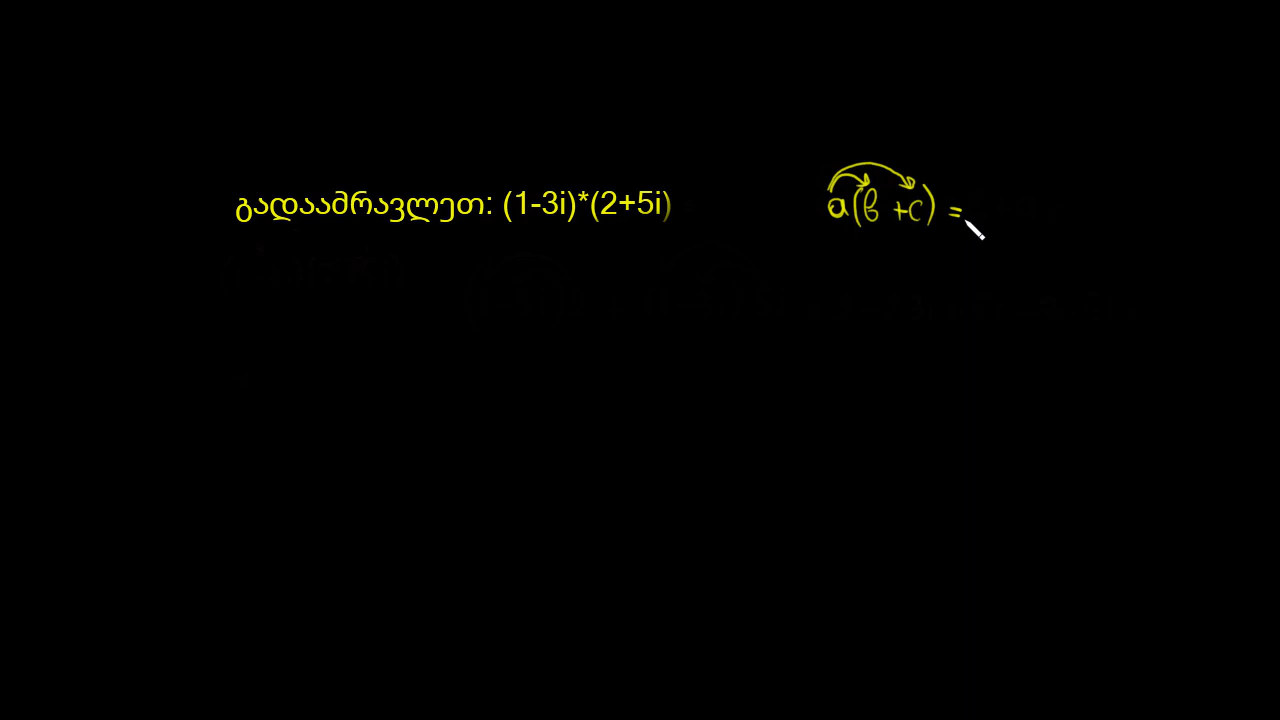 გადაამრავლეთ: (1-3i)*(2+5i)
a(b+c) =